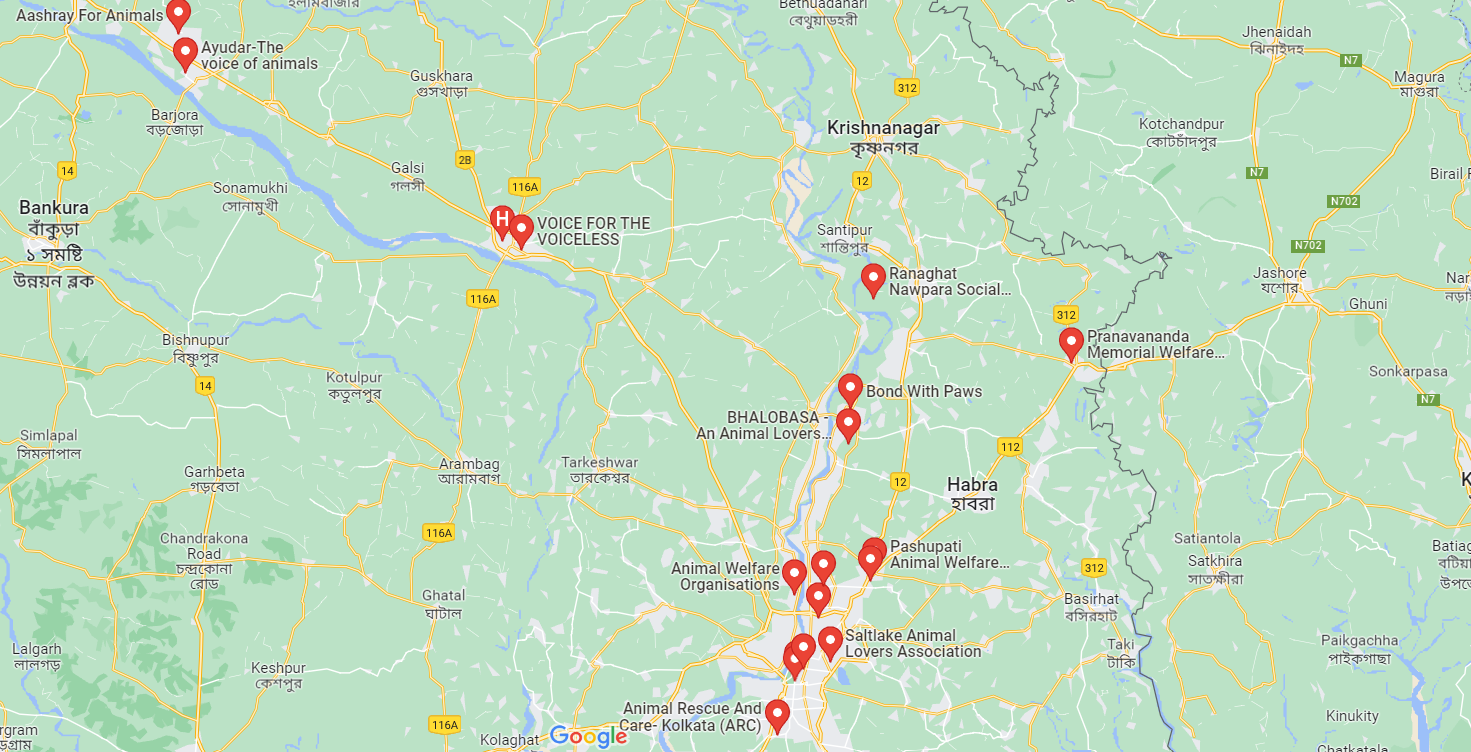 Aashray For Animals
হলামবাজার
Bethuadahari
বেথুয়াডহরী
Jhenaidah
ঝিনাইদহ
N7
Ayudar-The
voice of animals
Guskhara
গুসখাড়া
312
Magura
মাগুরা
Barjora
বড়জোড়া
Krishnanagar
কৃষ্ণনগর
Kotchandpur
কোটচাঁদপুর
14
2B
Galsi
গলসী
116A
12
N7
Birail
Sonamukhi
সোনামুখী
N702
Bankura
বাঁকুড়া
১ সমষ্টি
উন্নয়ন ব্লক
H
VOICE FOR THE
VOICELESS
Santipur
শান্তিপুর
N702
Ranaghat
Nawpara Social...
Jashore
যশোর
Nar
নড়াই
116A
Ghuni
312
Bishnupur
বিষ্ণুপুর
Pranavananda
Memorial Welfare...
Kotulpur
কতুলপুর
14
Sonkarpasa
N7
Bond With Paws
BHALOBASA -
An Animal Lovers...
Simlapal
সিমলাপাল
112
Garhbeta
গড়বেতা
Arambag
আরামবাগ
Tarkeshwar
তারকেশ্বর
12
Habra
হাবরা
K
116A
Chandrakona
Road
চন্দ্রকোনা
রোড
Satiantola
Satkhira
সাতক্ষীরা
Pashupati
Animal Welfare...
Batiag
বটিয়া
উপজে
Animal Welfare
Organisations
312
Ghatal
ঘাটাল
Basirhat
বসিরহাট
Lalgarh
লালগড়
Keshpur
কেশপুর
Saltlake Animal
Lovers Association
Taki
টাকি
Paikgachha
পাইকগাছা
Animal Rescue And
Care- Kolkata (ARC)
116A
Kinukity
rgram
ড়গ্রাম
Kolaghat
Google
Chatkatala